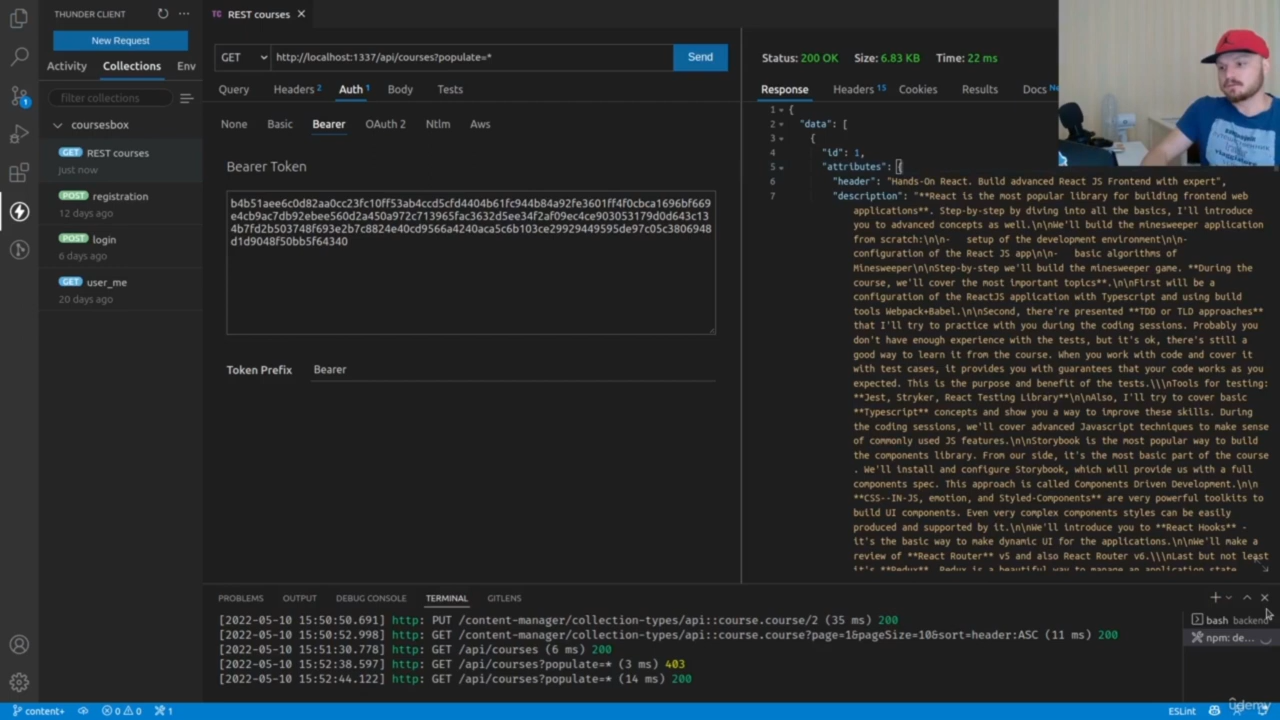 THUNDER CLIENT
REST courses
New Request
Activity
Collections
Env
filter collections
coursesbox
GET REST courses
just now
POST registration
12 days ago
POST login
6 days ago
GET user_me
20 days ago
GET
http://localhost:1337/api/courses?populate=*
Send
Query
Headers 2
Auth 1
Body
Tests
None
Basic
Bearer
OAuth 2
Ntlm
Aws
Bearer Token
b4b51aee6c0d82aa0cc23fc10ff53ab4ccd5cfd4404b61fc944b84a92fe3601ff4f0cbca1696bf669
e4cb9ac7db92ebee560d2a450a972c713965fac3632d5ee34f2af09ec4ce903053179d0d643c13
4b7fd2b503748f693e2b7c8824e40cd9566a4240aca5c6b103ce29929449595de97c05c3806948
d1d9048f50bb5f64340
Token Prefix
Bearer
Status: 200 OK
Size: 6.83 KB
Time: 22 ms
Response
Headers 15
Cookies
Results
Docs
1 {
2 "data": [
3 {
4 "id": 1,
5 "attributes": {
6 "header": "Hands-On React. Build advanced React JS Frontend with expert",
7 "description": "**React is the most popular library for building frontend web
applications**. Step-by-step by diving into all the basics, I'll introduce
you to advanced concepts as well.\n\nWe'll build the minesweeper application
from scratch:\n\n-   setup of the development environment\n\n-
configuration of the React JS app\n\n-   basic algorithms of
Minesweeper\n\nStep-by-step we'll build the minesweeper game. **During the
course, we'll cover the most important topics**.\n\nFirst will be a
configuration of the ReactJS application with Typescript and using build
tools Webpack+Babel.\n\nSecond, there're presented **TDD or TLD approaches**
that I'll try to practice with you during the coding sessions. Probably you
don't have enough experience with the tests, but it's ok, there's still a
good way to learn it from the course. When you work with code and cover it
with test cases, it provides you with guarantees that your code works as you
expected. This is the purpose and benefit of the tests.\\\nTools for testing:
**Jest, Stryker, React Testing Library**\n\nAlso, I'll try to cover basic
**Typescript** concepts and show you a way to improve these skills. During
the coding sessions, we'll cover advanced Javascript techniques to make sense
of commonly used JS features.\n\nStorybook is the most popular way to build
the components library. From our side, it's the most basic part of the course
. We'll install and configure Storybook, which will provide us with a full
components spec. This approach is called Components Driven Development.\n\n
**CSS--IN-JS, emotion, and Styled-Components** are very powerful toolkits to
build UI components. Even very complex components styles can be easily
produced and supported by it.\n\nWe'll introduce you to **React Hooks** -
it's the basic way to make dynamic UI for the applications.\n\nWe'll make a
review of **React Router** v5 and also React Router v6.\\\nLast but not least
it's **Redux**. Redux is a beautiful way to manage an application state
PROBLEMS
OUTPUT
DEBUG CONSOLE
TERMINAL
GITLENS
[2022-05-10 15:50:50.691] http: PUT /content-manager/collection-types/api::course.course/2 (35 ms) 200
[2022-05-10 15:50:52.998] http: GET /content-manager/collection-types/api::course.course?page=1&pageSize=10&sort=header:ASC (11 ms) 200
[2022-05-10 15:51:30.778] http: GET /api/courses (6 ms) 200
[2022-05-10 15:52:38.597] http: GET /api/courses?populate=* (3 ms) 403
[2022-05-10 15:52:44.122] http: GET /api/courses?populate=* (14 ms) 200
bash backend
npm: de...
content+
0
0
1
ESLint
udemy